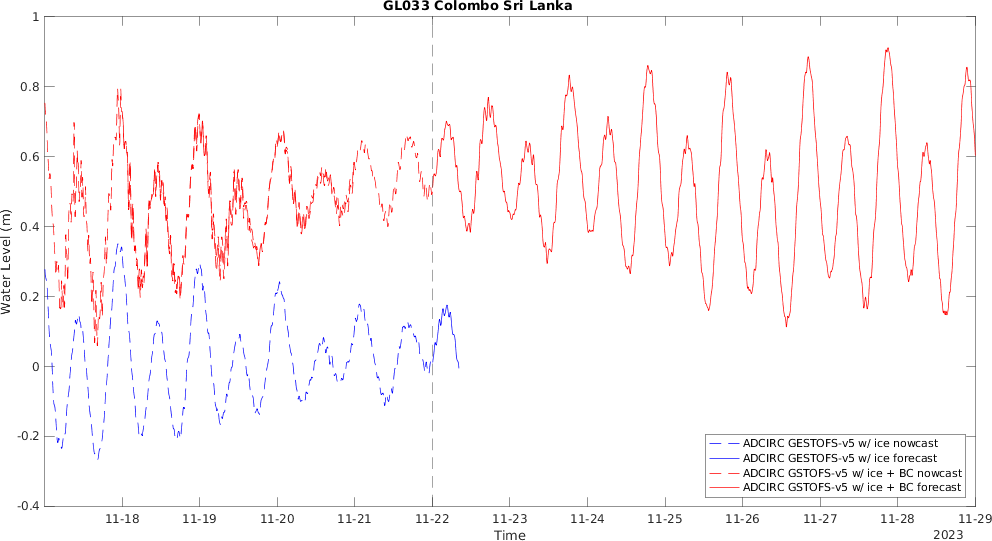 GL033 Colombo Sri Lanka
Water Level (m)
1
0.8
0.6
0.4
0.2
0
-0.2
-0.4
ADCIRC GESTOFS-v5 w/ ice nowcast
ADCIRC GESTOFS-v5 w/ ice forecast
ADCIRC GSTOFS-v5 w/ ice + BC nowcast
ADCIRC GSTOFS-v5 w/ ice + BC forecast
11-18 11-19 11-20 11-21 11-22 11-23 11-24 11-25 11-26 11-27 11-28 11-29
Time
2023